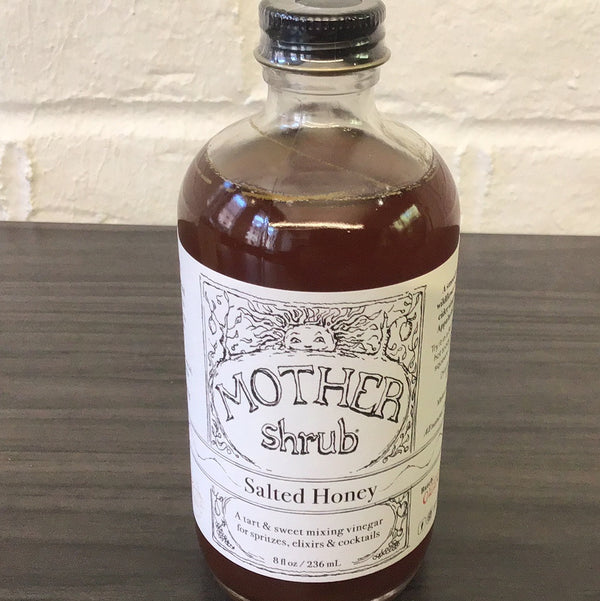 MOTHER
shrub
Salted Honey
A tart & sweet mixing vinegar
for spritzes, elixirs & cocktails
8 fl oz / 236 mL